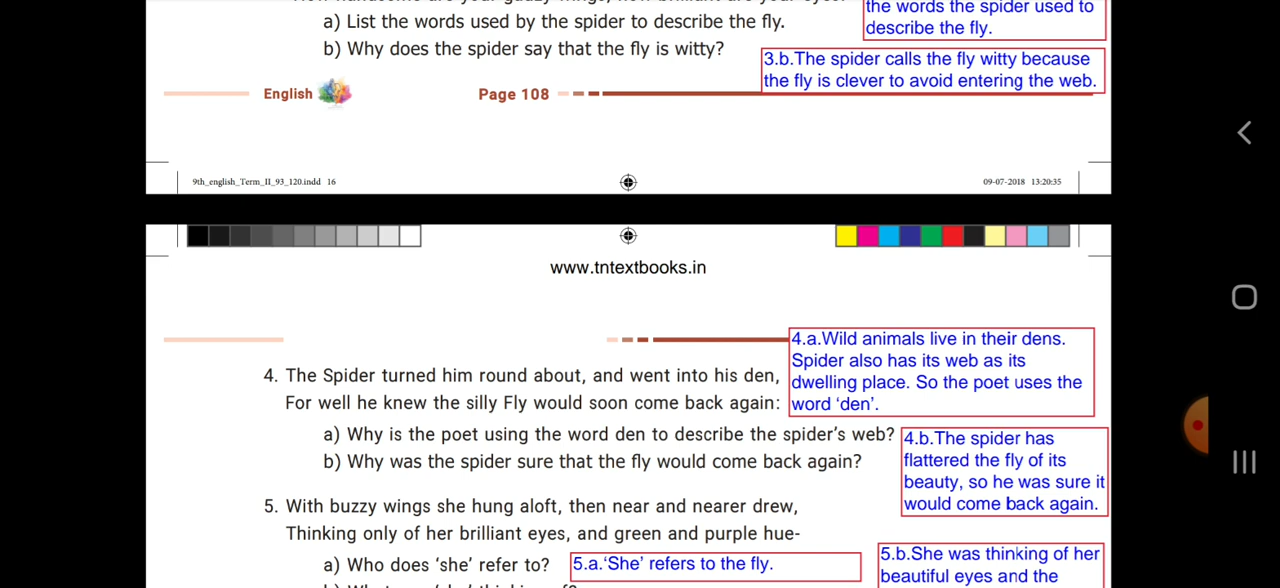 the words the spider used to
describe the fly.
a) List the words used by the spider to describe the fly.
b) Why does the spider say that the fly is witty?
3.b.The spider calls the fly witty because
the fly is clever to avoid entering the web.
English
Page 108
9th_english_Term_II_93_120.indd 16
09-07-2018 13:20:35
www.tntextbooks.in
4. The Spider turned him round about, and went into his den,
For well he knew the silly Fly would soon come back again:
4.a.Wild animals live in their dens.
Spider also has its web as its
dwelling place. So the poet uses the
word ‘den’.
a) Why is the poet using the word den to describe the spider’s web?
b) Why was the spider sure that the fly would come back again?
4.b.The spider has
flattered the fly of its
beauty, so he was sure it
would come back again.
5. With buzzy wings she hung aloft, then near and nearer drew,
Thinking only of her brilliant eyes, and green and purple hue-
a) Who does ‘she’ refer to?
5.a.‘She’ refers to the fly.
5.b.She was thinking of her
beautiful eyes and the